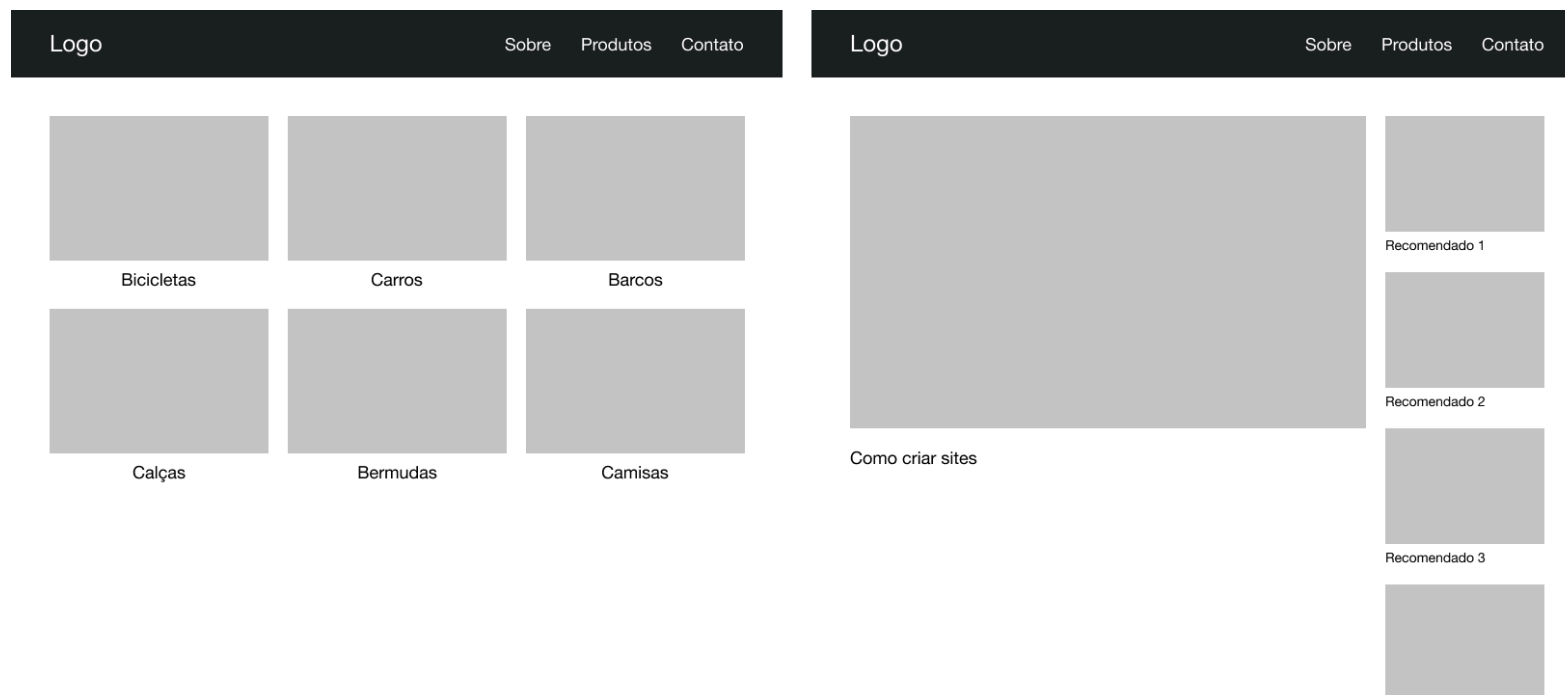 Logo
Sobre Produtos Contato
Bicicletas Carros Barcos
Calças Bermudas Camisas
Logo
Sobre Produtos Contato
Como criar sites
Recomendado 1
Recomendado 2
Recomendado 3